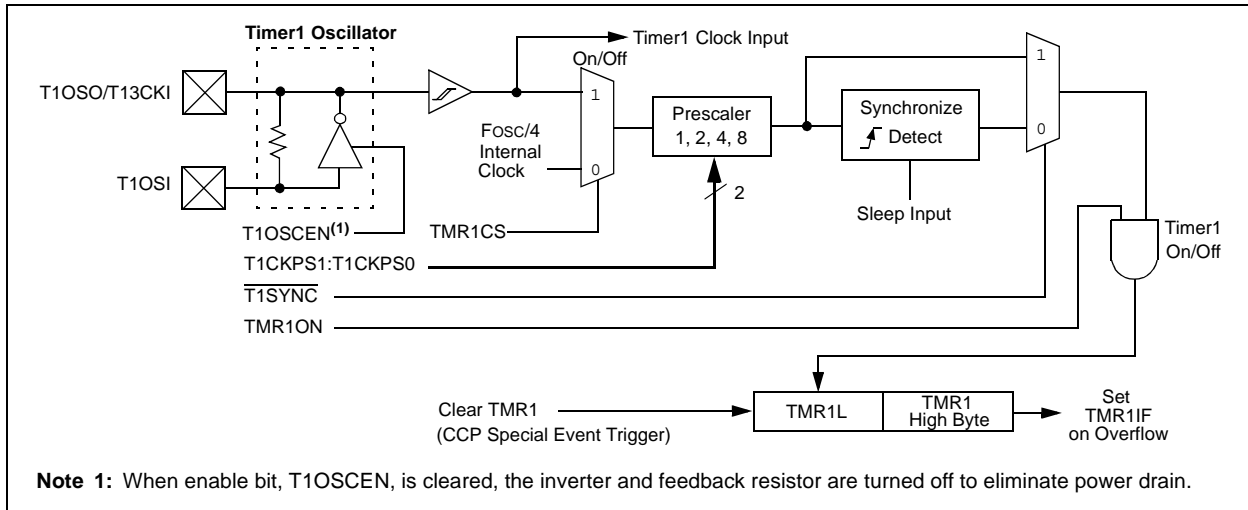 Timer1 Oscillator
Timer1 Clock Input
On/Off
T1OSO/T13CKI
1
1
FOSC/4
Internal
Clock
0
Prescaler
1, 2, 4, 8
Synchronize
Detect
0
2
T1OSI
Sleep Input
T1OSCEN(1)
TMR1CS
Timer1
On/Off
T1CKPS1:T1CKPS0
T1SYNC
TMR1ON
Clear TMR1
(CCP Special Event Trigger)
TMR1L
TMR1
High Byte
Set
TMR1IF
on Overflow
Note 1: When enable bit, T1OSCEN, is cleared, the inverter and feedback resistor are turned off to eliminate power drain.